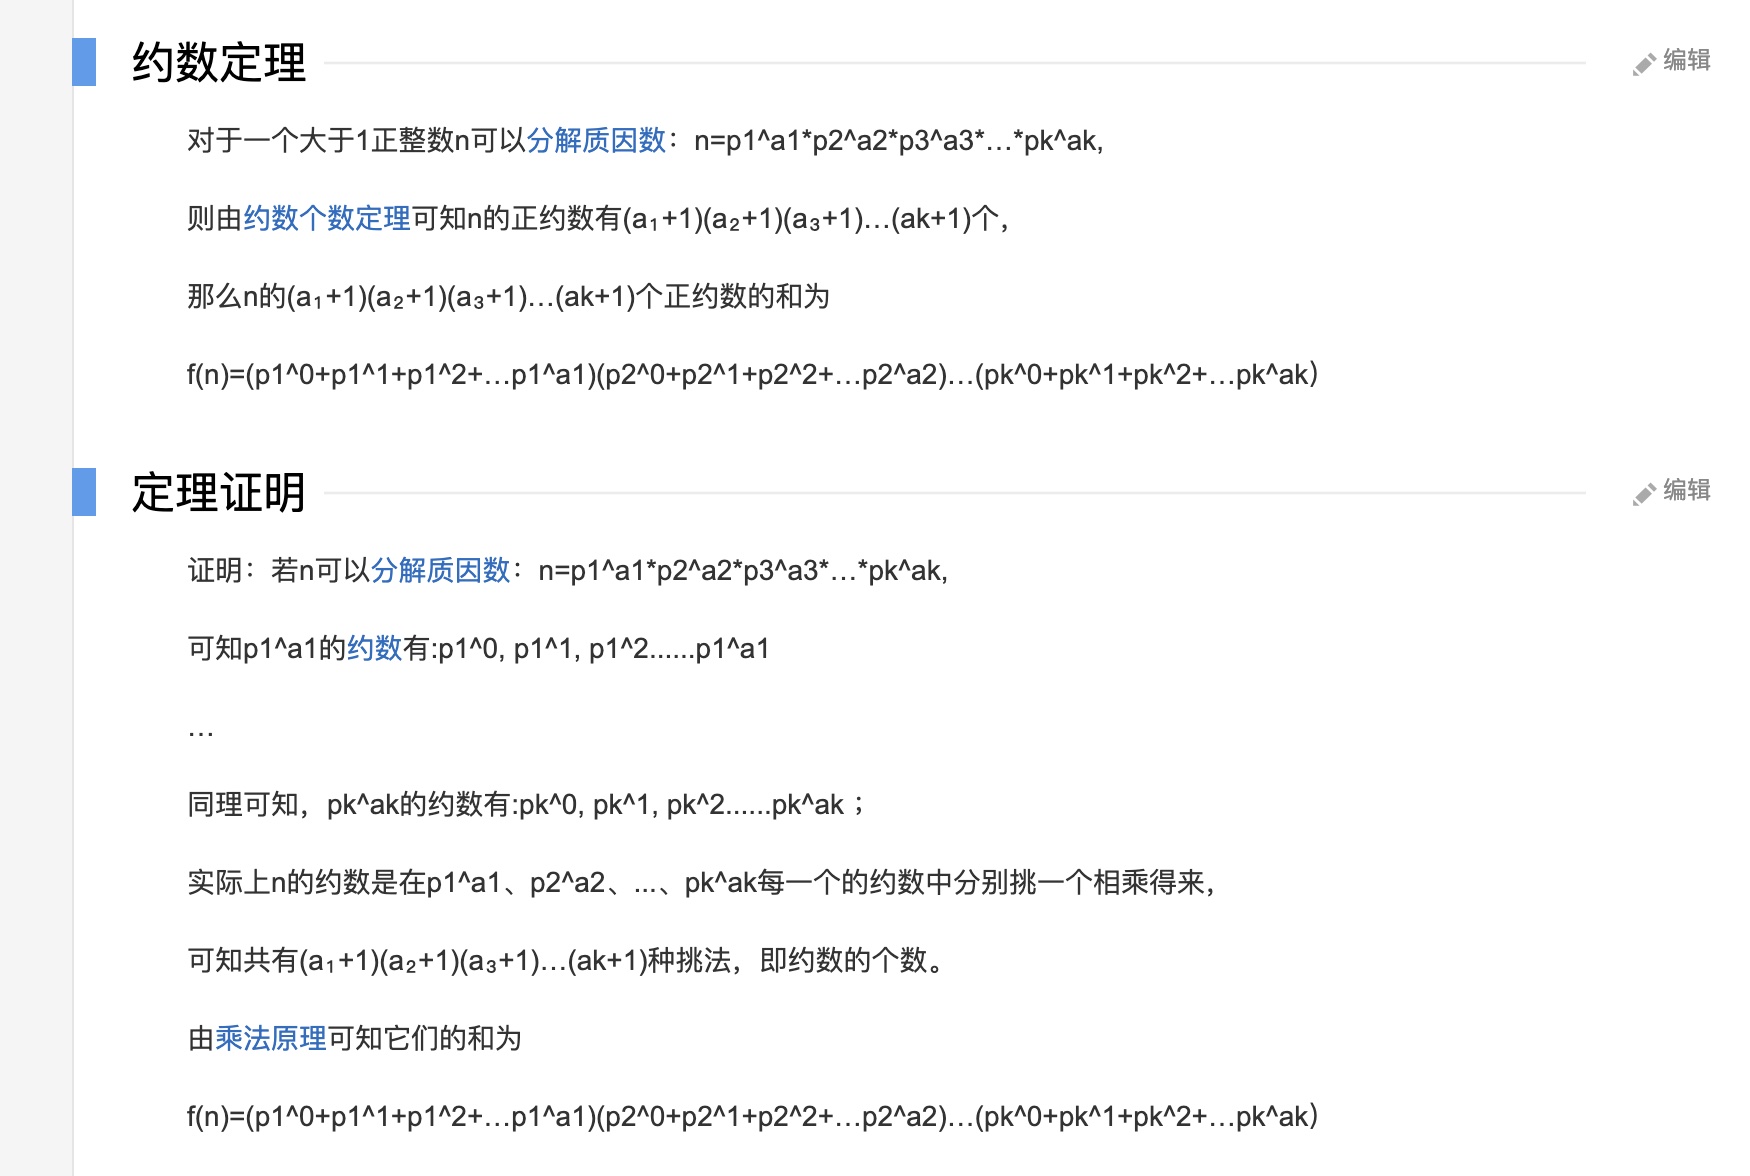 约数定理
编辑
对于一个大于1正整数n可以分解质因数：n=p1^a1*p2^a2*p3^a3*…*pk^ak,
则由约数个数定理可知n的正约数有(a₁+1)(a₂+1)(a₃+1)…(ak+1)个，
那么n的(a₁+1)(a₂+1)(a₃+1)…(ak+1)个正约数的和为
f(n)=(p1^0+p1^1+p1^2+…p1^a1)(p2^0+p2^1+p2^2+…p2^a2)…(pk^0+pk^1+pk^2+…pk^ak）
定理证明
编辑
证明：若n可以分解质因数：n=p1^a1*p2^a2*p3^a3*…*pk^ak,
可知p1^a1的约数有:p1^0, p1^1, p1^2......p1^a1
…
同理可知，pk^ak的约数有:pk^0, pk^1, pk^2......pk^ak ；
实际上n的约数是在p1^a1、p2^a2、...、pk^ak每一个的约数中分别挑一个相乘得来，
可知共有(a₁+1)(a₂+1)(a₃+1)…(ak+1)种挑法，即约数的个数。
由乘法原理可知它们的和为
f(n)=(p1^0+p1^1+p1^2+…p1^a1)(p2^0+p2^1+p2^2+…p2^a2)…(pk^0+pk^1+pk^2+…pk^ak）